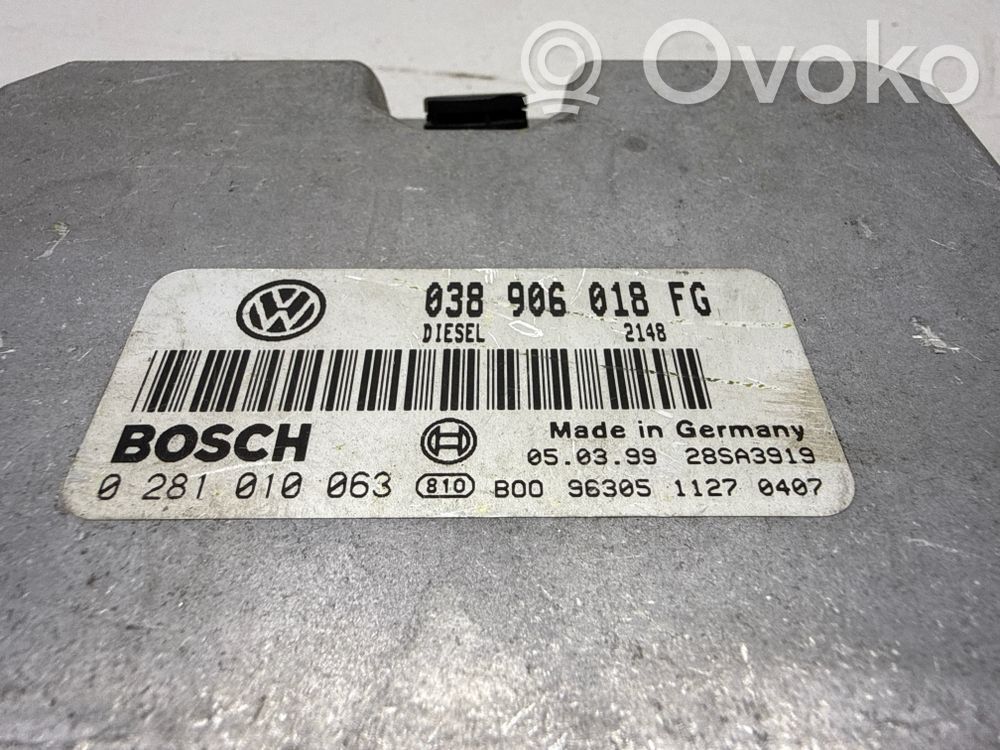 Ovoko
VW
038 906 018 FG
DIESEL 2148
BOSCH
Made in Germany
05.03.99 28SA3919
0 281 010 063 810 B00 96305 1127 0407